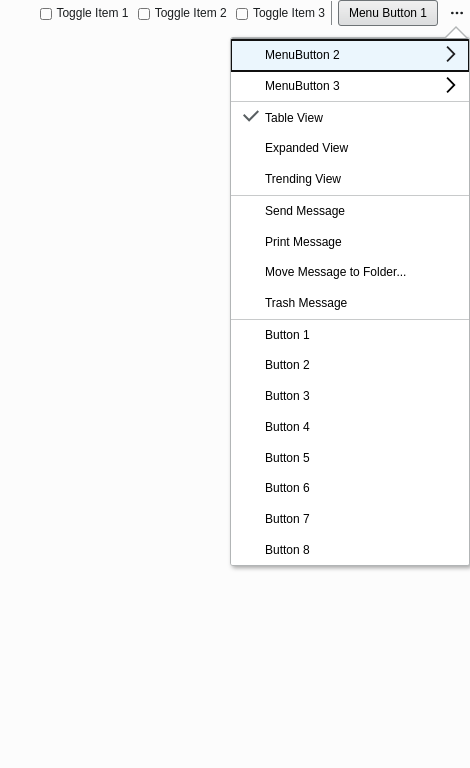 Toggle Item 1 Toggle Item 2 Toggle Item 3 Menu Button 1 ...
MenuButton 2
MenuButton 3
Table View
Expanded View
Trending View
Send Message
Print Message
Move Message to Folder...
Trash Message
Button 1
Button 2
Button 3
Button 4
Button 5
Button 6
Button 7
Button 8